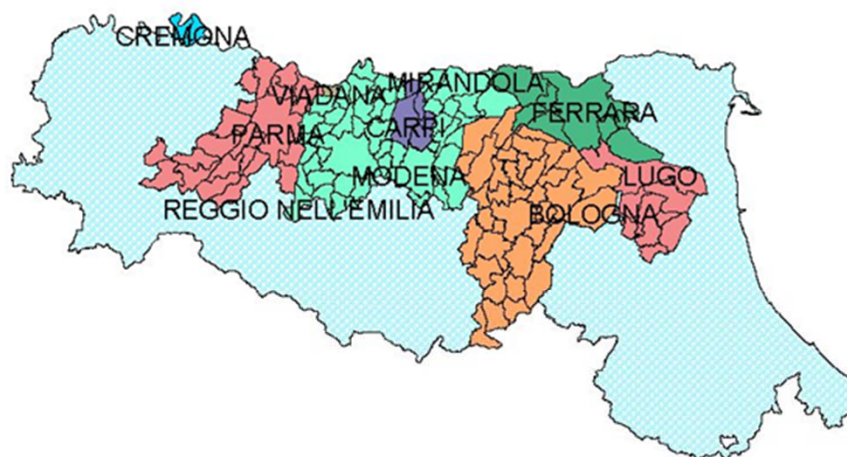 CREMONA
MIRANDOLA
VIADANA
FERRARA
CARPI
PARMA
MODENA
LUGO
REGGIO NELL'EMILIA
BOLOGNA